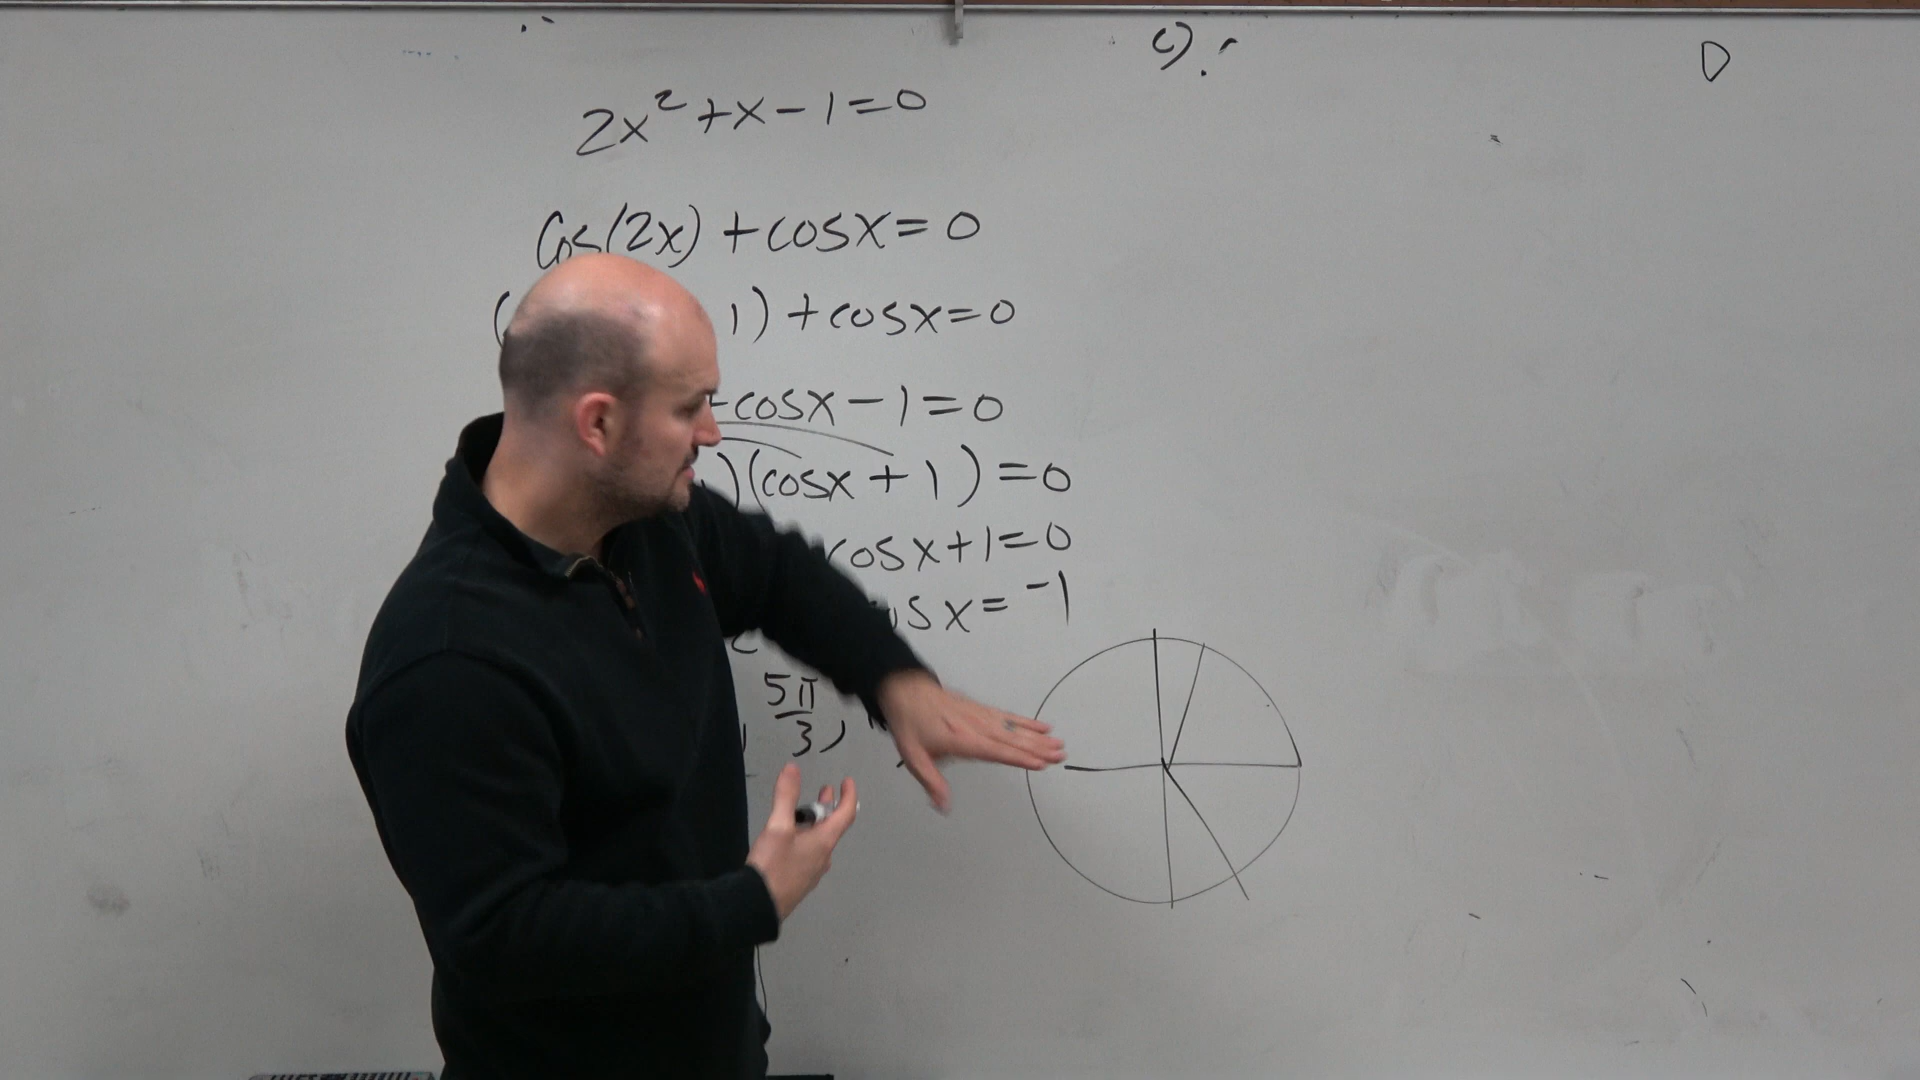 c)
D
2x² + x - 1 = 0
Cos(2x) + cosx = 0
( 1) + cosx = 0
cosx - 1 = 0
)(cosx + 1) = 0
cosx + 1 = 0
cosx = -1
5π/3,